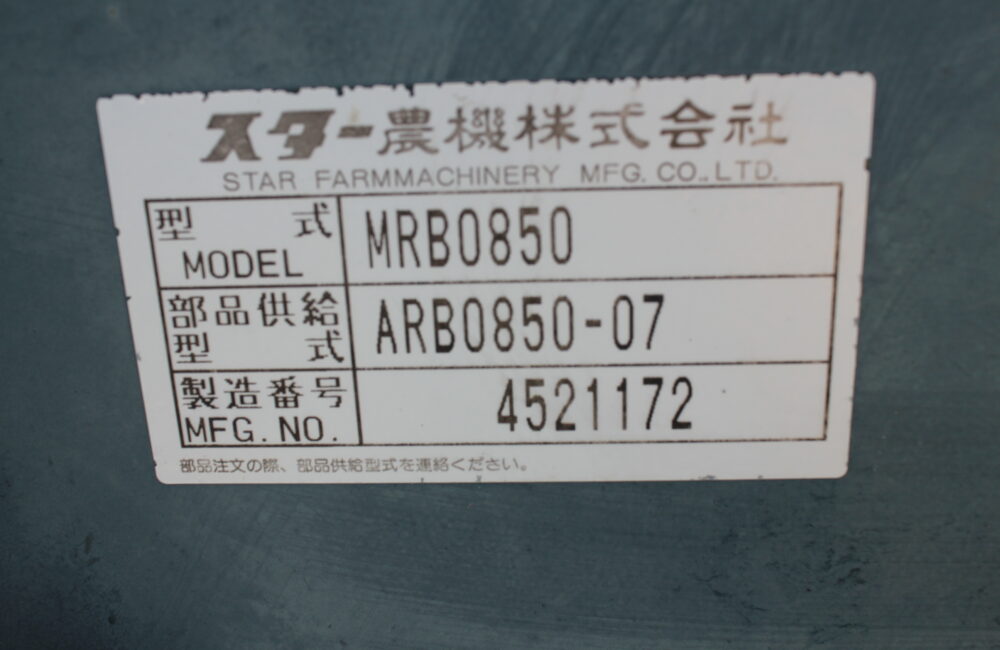 スター農機株式会社
STAR FARMMACHINERY MFG. CO.,LTD.
型 式 MRB0850
MODEL
部品供給 ARB0850-07
型 式
製造番号 4521172
MFG. NO.
部品注文の際、部品供給型式を連絡ください。